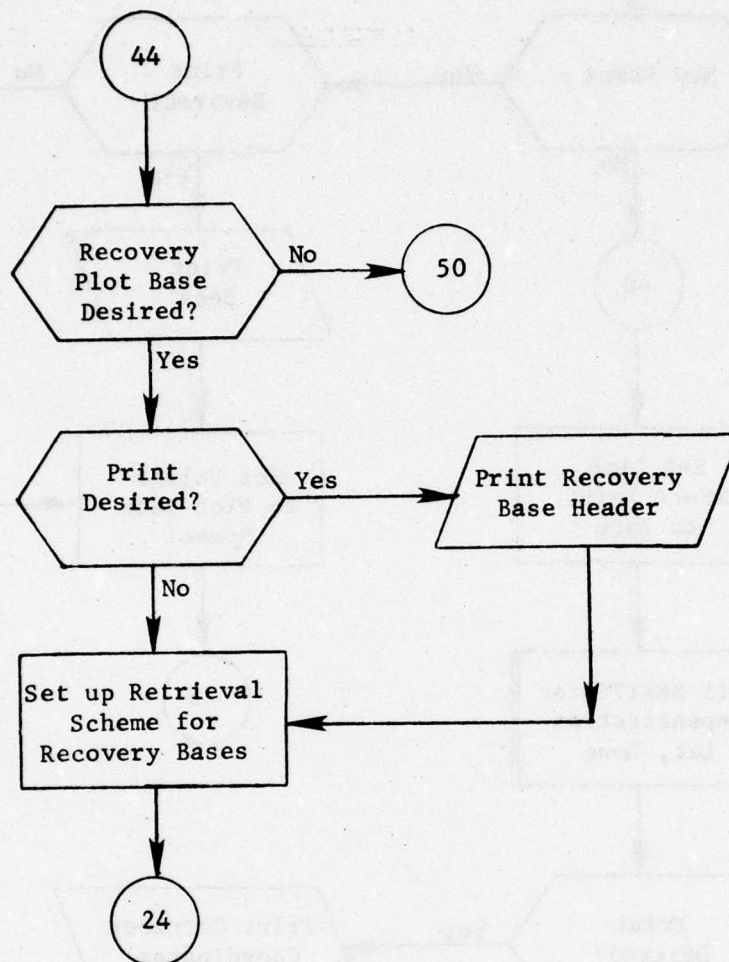 44
Recovery
Plot Base
Desired?
No
50
Yes
Print
Desired?
Yes
Print Recovery
Base Header
No
Set up Retrieval
Scheme for
Recovery Bases
24